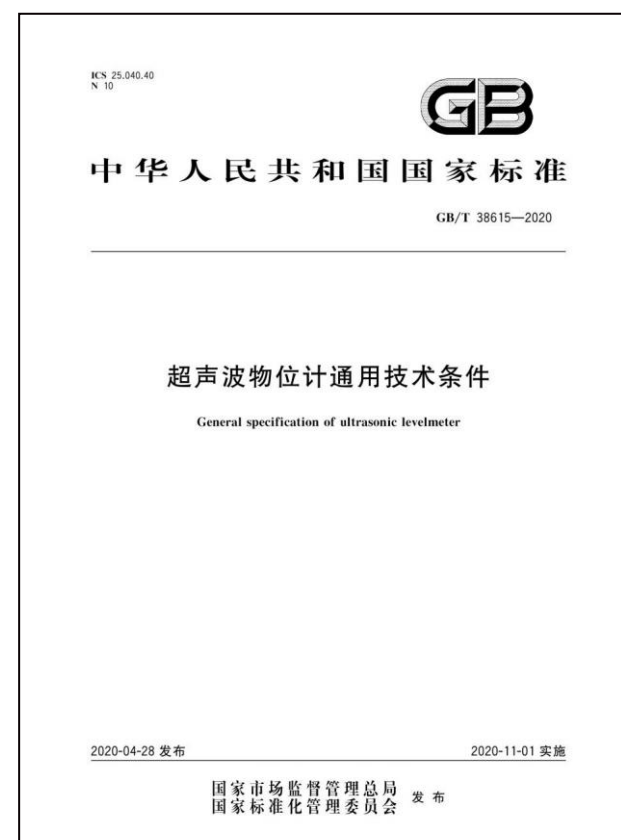 ICS 25.040.40
N 10
GB
中华人民共和国国家标准
GB/T 38615—2020
超声波物位计通用技术条件
General specification of ultrasonic levelmeter
2020-04-28 发布
2020-11-01 实施
国家市场监督管理总局
国家标准化管理委员会
发布